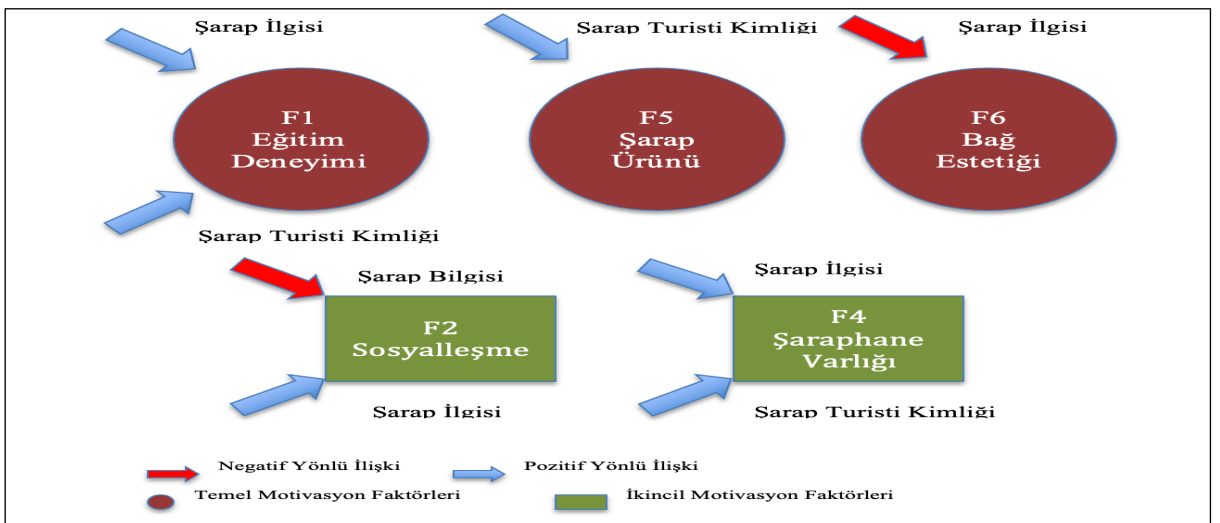 Şarap İlgisi
Şarap Turisti Kimliği
Şarap İlgisi
F1
Eğitim
Deneyimi
F5
Şarap
Ürünü
F6
Bağ
Estetiği
Şarap Turisti Kimliği
Şarap Bilgisi
Şarap İlgisi
F2
Sosyalleşme
F4
Şaraphane
Varlığı
Şarap İlgisi
Şarap Turisti Kimliği
Negatif Yönlü İlişki
Pozitif Yönlü İlişki
Temel Motivasyon Faktörleri
İkincil Motivasyon Faktörleri